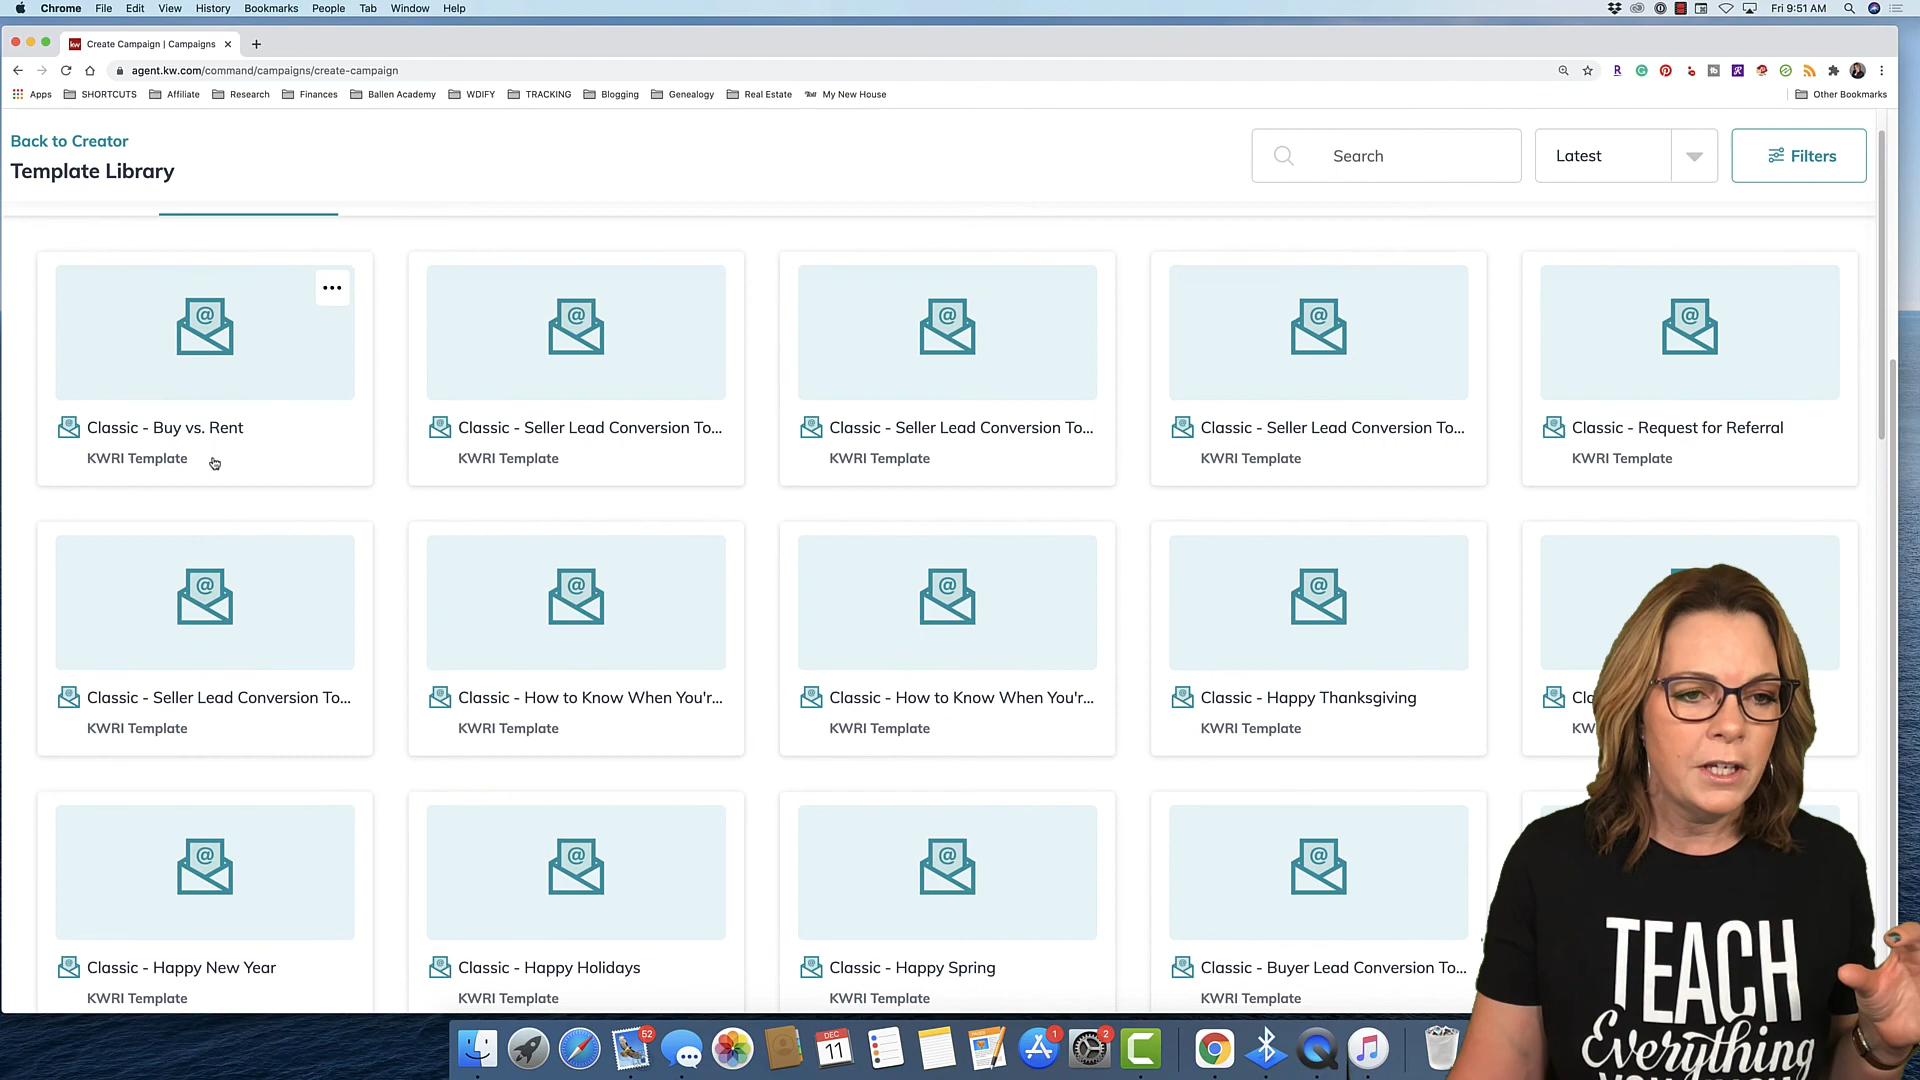 Chrome File Edit View History Bookmarks People Tab Window Help
Fri 9:51 AM
kw Create Campaign | Campaigns
agent.kw.com/command/campaigns/create-campaign
Apps SHORTCUTS Affiliate Research Finances Ballen Academy WDIFY TRACKING Blogging Genealogy Real Estate My New House Other Bookmarks
Back to Creator
Template Library
Search
Latest
Filters
Classic - Buy vs. Rent
KWRI Template
Classic - Seller Lead Conversion To...
KWRI Template
Classic - Seller Lead Conversion To...
KWRI Template
Classic - Seller Lead Conversion To...
KWRI Template
Classic - Request for Referral
KWRI Template
Classic - Seller Lead Conversion To...
KWRI Template
Classic - How to Know When You'r...
KWRI Template
Classic - How to Know When You'r...
KWRI Template
Classic - Happy Thanksgiving
KWRI Template
Classic - Happy New Year
KWRI Template
Classic - Happy Holidays
KWRI Template
Classic - Happy Spring
KWRI Template
Classic - Buyer Lead Conversion To...
KWRI Template
TEACH
Everything
52
DEC
11
1
2